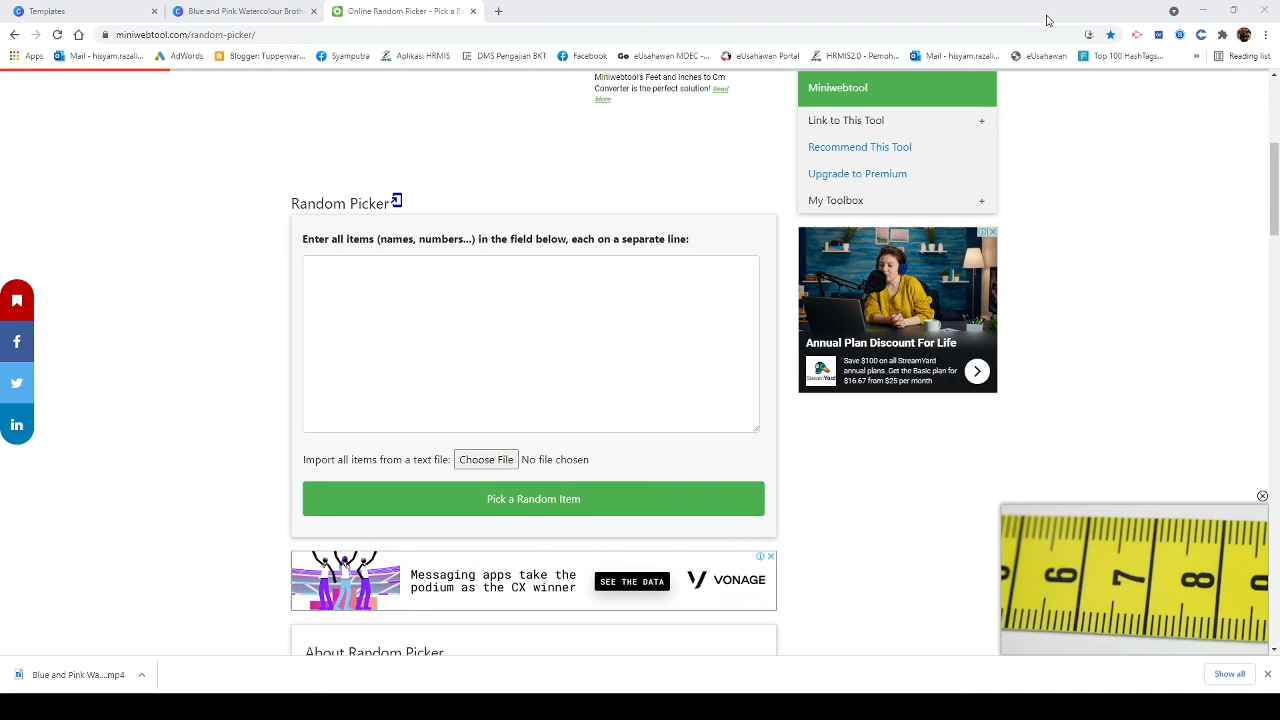 Templates
Blue and Pink Watercolour Broth
Online Random Picker - Pick a Ra
miniwebtool.com/random-picker/
Apps
Mail - hisyam.razali...
AdWords
Blogger Tupperwar...
Symputra
Aplikasi HRMIS
DMS Pengajian BKT
Facebook
eUsahawan MDEC -...
eUsahawan Portal
HRMIS2.0 - Pemoh...
Mail - hisyam.razali...
eUsahawan
Top 100 HashTags...
»
Reading list
Miniwebtool's Feet and Inches to Cm
Converter is the perfect solution! Read
More
Miniwebtool
Link to This Tool +
Recommend This Tool
Upgrade to Premium
My Toolbox +
Random Picker
Enter all items (names, numbers...) in the field below, each on a separate line:
Import all items from a text file: Choose File No file chosen
Pick a Random Item
Annual Plan Discount For Life
StreamYard
Save $100 on all StreamYard
annual plans. Get the Basic plan for
$16.67 from $25 per month
in
Messaging apps take the
podium as the CX winner
SEE THE DATA
VONAGE
6 7 8
About Random Picker
Blue and Pink Wa....mp4
Show all